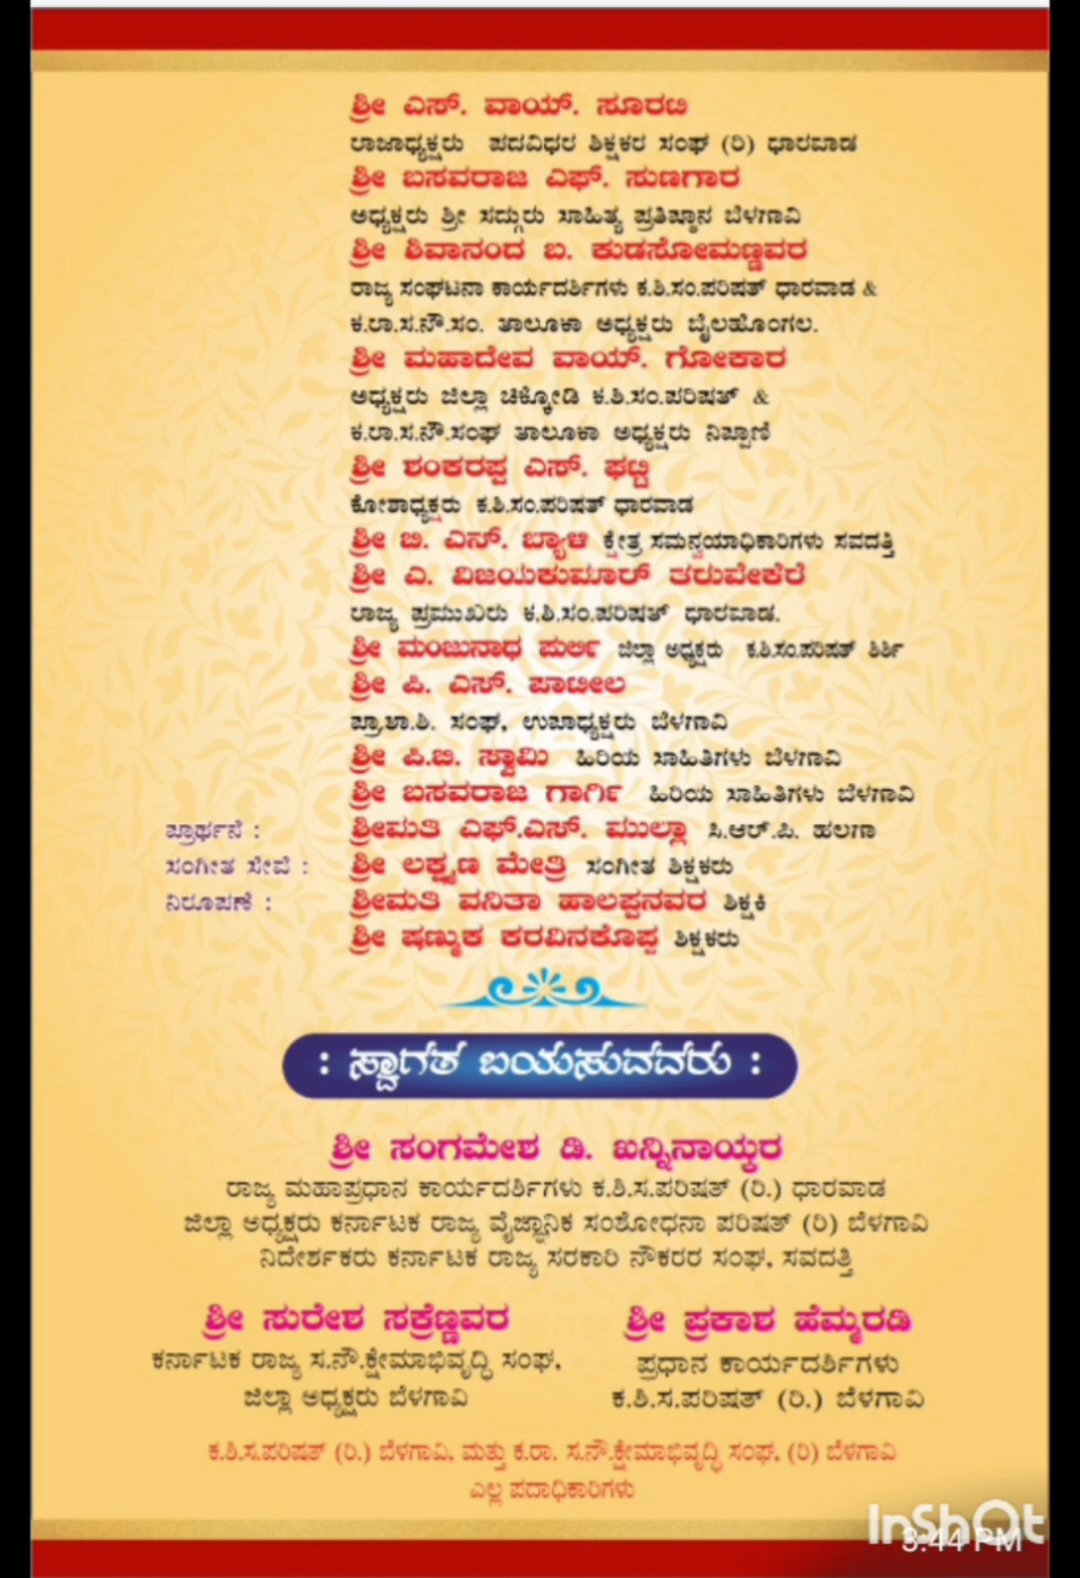 ಶ್ರೀ ಎಸ್. ವಾಯ್. ಸೂರಟಿ
ರಾಜಾಧ್ಯಕ್ಷರು ಪದವಿಧರ ಶಿಕ್ಷಕರ ಸಂಘ (ರಿ) ಧಾರವಾಡ
ಶ್ರೀ ಬಸವರಾಜ ಎಫ್. ಸುಣಗಾರ
ಅಧ್ಯಕ್ಷರು ಶ್ರೀ ಸದ್ಗುರು ಸಾಹಿತ್ಯ ಪ್ರತಿಷ್ಠಾನ ಬೆಳಗಾವಿ
ಶ್ರೀ ಶಿವಾನಂದ ಬ. ಕುಡಸೋಮಣ್ಣವರ
ರಾಜ್ಯ ಸಂಘಟನಾ ಕಾರ್ಯದರ್ಶಿಗಳು ಕ.ಶಿ.ಸಂ.ಪರಿಷತ್ ಧಾರವಾಡ &
ಕ.ರಾ.ಸ.ನೌ.ಸಂ. ತಾಲೂಕಾ ಅಧ್ಯಕ್ಷರು ಬೈಲಹೊಂಗಲ.
ಶ್ರೀ ಮಹಾದೇವ ವಾಯ್. ಗೋಕಾರ
ಅಧ್ಯಕ್ಷರು ಜಿಲ್ಲಾ ಚಿಕ್ಕೋಡಿ ಕ.ಶಿ.ಸಂ.ಪರಿಷತ್ &
ಕ.ರಾ.ಸ.ನೌ.ಸಂಘ ತಾಲೂಕಾ ಅಧ್ಯಕ್ಷರು ನಿಪ್ಪಾಣಿ
ಶ್ರೀ ಶಂಕರಪ್ಪ ಎಸ್. ಘಟ್ಟಿ
ಕೋಶಾಧ್ಯಕ್ಷರು ಕ.ಶಿ.ಸಂ.ಪರಿಷತ್ ಧಾರವಾಡ
ಶ್ರೀ ಬಿ. ಎನ್. ಬ್ಯಾಳಿ ಕ್ಷೇತ್ರ ಸಮನ್ವಯಾಧಿಕಾರಿಗಳು ಸವದತ್ತಿ
ಶ್ರೀ ಎ. ವಿಜಯಕುಮಾರ್ ತರುವೇಕೆರೆ
ರಾಜ್ಯ ಪ್ರಮುಖರು ಕ.ಶಿ.ಸಂ.ಪರಿಷತ್ ಧಾರವಾಡ.
ಶ್ರೀ ಮಂಜುನಾಥ ಪುರ್ಲಿ ಜಿಲ್ಲಾ ಅಧ್ಯಕ್ಷರು ಕ.ಶಿ.ಸಂ.ಪರಿಷತ್ ಶಿರ್ಶಿ
ಶ್ರೀ ಪಿ. ಎಸ್. ಪಾಟೀಲ
ಪ್ರಾ.ಶಾ.ಶಿ. ಸಂಘ, ಉಪಾಧ್ಯಕ್ಷರು ಬೆಳಗಾವಿ
ಶ್ರೀ ಪಿ.ಬಿ. ಸ್ವಾಮಿ ಹಿರಿಯ ಸಾಹಿತಿಗಳು ಬೆಳಗಾವಿ
ಶ್ರೀ ಬಸವರಾಜ ಗಾರ್ಗಿ ಹಿರಿಯ ಸಾಹಿತಿಗಳು ಬೆಳಗಾವಿ
ಪ್ರಾರ್ಥನೆ : ಶ್ರೀಮತಿ ಎಫ್.ಎಸ್. ಮುಲ್ಲಾ ಸಿ.ಆರ್.ಪಿ. ಹಲಗಾ
ಸಂಗೀತ ಸೇವೆ : ಶ್ರೀ ಲಕ್ಷ್ಮಣ ಮೇತ್ರಿ ಸಂಗೀತ ಶಿಕ್ಷಕರು
ನಿರೂಪಣೆ : ಶ್ರೀಮತಿ ವನಿತಾ ಹಾಲಪ್ಪನವರ ಶಿಕ್ಷಕಿ
ಶ್ರೀ ಷಣ್ಮುಕ ಕರವಿನಕೊಪ್ಪ ಶಿಕ್ಷಕರು
: ಸ್ವಾಗತ ಬಯಸುವವರು :
ಶ್ರೀ ಸಂಗಮೇಶ ಡಿ. ಖನ್ನಿನಾಯ್ಕರ
ರಾಜ್ಯ ಮಹಾಪ್ರಧಾನ ಕಾರ್ಯದರ್ಶಿಗಳು ಕ.ಶಿ.ಸ.ಪರಿಷತ್ (ರಿ.) ಧಾರವಾಡ
ಜಿಲ್ಲಾ ಅಧ್ಯಕ್ಷರು ಕರ್ನಾಟಕ ರಾಜ್ಯ ವೈಜ್ಞಾನಿಕ ಸಂಶೋಧನಾ ಪರಿಷತ್ (ರಿ) ಬೆಳಗಾವಿ
ನಿರ್ದೇಶಕರು ಕರ್ನಾಟಕ ರಾಜ್ಯ ಸರಕಾರಿ ನೌಕರರ ಸಂಘ, ಸವದತ್ತಿ
ಶ್ರೀ ಸುರೇಶ ಸಕ್ರೆಣ್ಣವರ
ಕರ್ನಾಟಕ ರಾಜ್ಯ ಸ.ನೌ.ಕ್ಷೇಮಾಭಿವೃದ್ಧಿ ಸಂಘ,
ಜಿಲ್ಲಾ ಅಧ್ಯಕ್ಷರು ಬೆಳಗಾವಿ
ಶ್ರೀ ಪ್ರಕಾಶ ಹೆಮ್ಮರಡಿ
ಪ್ರಧಾನ ಕಾರ್ಯದರ್ಶಿಗಳು
ಕ.ಶಿ.ಸ.ಪರಿಷತ್ (ರಿ.) ಬೆಳಗಾವಿ
ಕ.ಶಿ.ಸ.ಪರಿಷತ್ (ರಿ.) ಬೆಳಗಾವಿ, ಮತ್ತು ಕ.ರಾ. ಸ.ನೌ.ಕ್ಷೇಮಾಭಿವೃದ್ಧಿ ಸಂಘ, (ರಿ) ಬೆಳಗಾವಿ
ಎಲ್ಲ ಪದಾಧಿಕಾರಿಗಳು
InShOt
3:44 PM